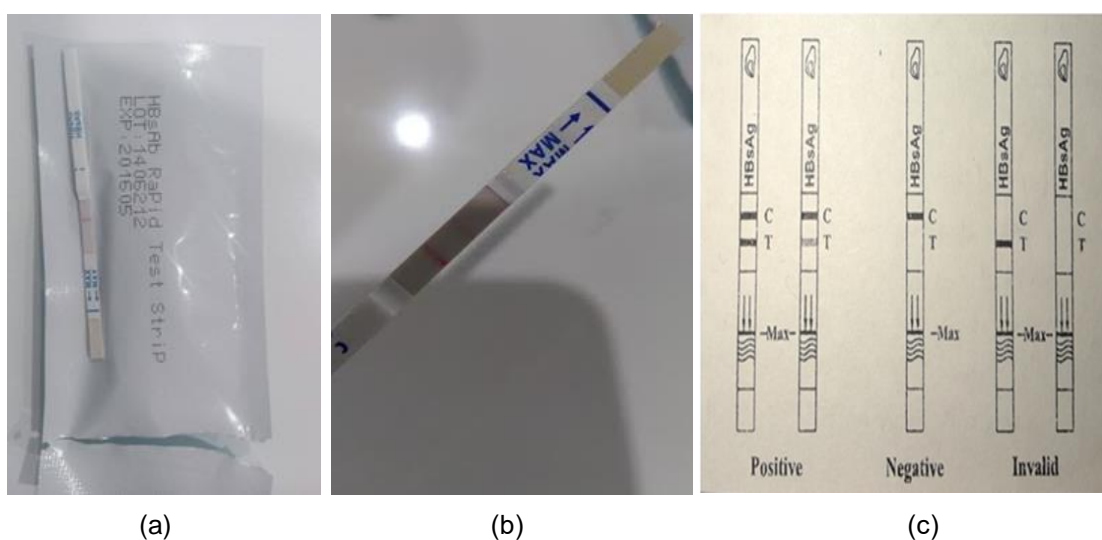 HBsAb Rapid Test Strip
LOT:1406212
EXP:201605
MAX
HBsAg
HBsAg
HBsAg
HBsAg
HBsAg
C
C
C
C
C
T
T
T
T
-Max-
-Max
-Max-
Positive
Negative
Invalid
(a)
(b)
(c)